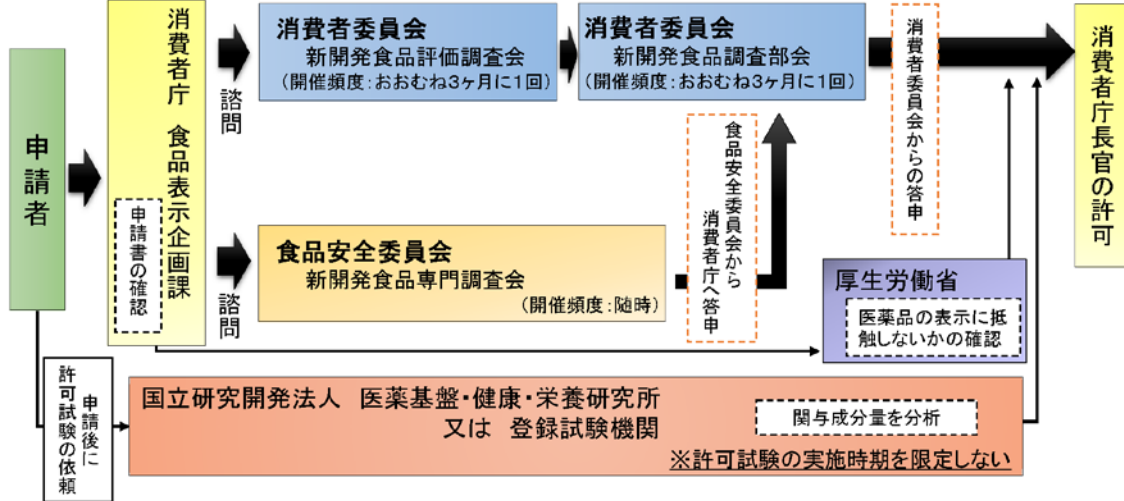 申請者
消費者庁 食品表示企画課
申請書の確認
諮問
消費者委員会
新開発食品評価調査会
(開催頻度:おおむね3ヶ月に1回)
消費者委員会
新開発食品調査部会
(開催頻度:おおむね3ヶ月に1回)
消費者委員会からの答申
消費者庁長官の許可
諮問
食品安全委員会
新開発食品専門調査会
(開催頻度:随時)
食品安全委員会から
消費者庁へ答申
厚生労働省
医薬品の表示に抵
触しないかの確認
申請後に
許可試験の依頼
国立研究開発法人 医薬基盤・健康・栄養研究所
又は 登録試験機関
関与成分量を分析
※許可試験の実施時期を限定しない